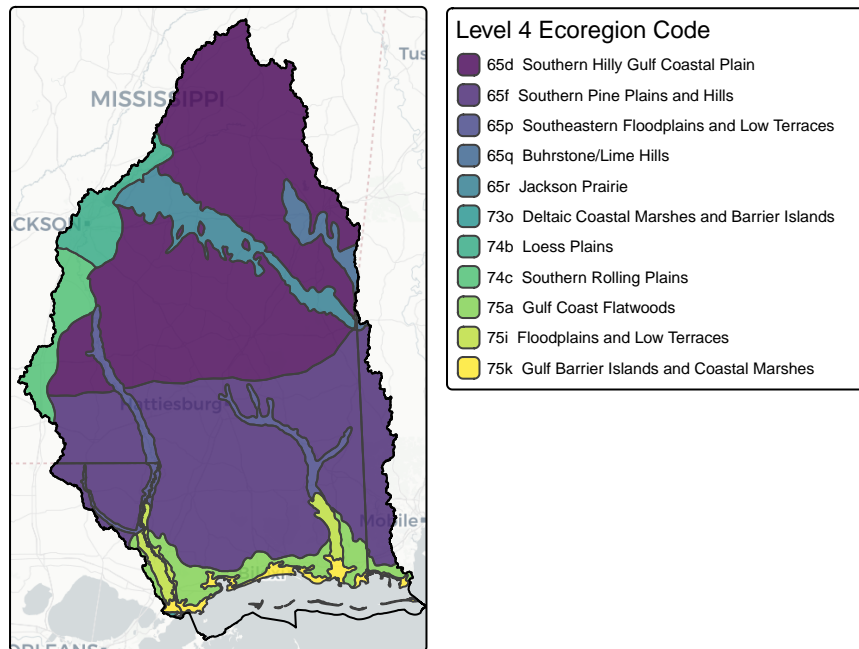 Tus
MISSISSIPPI
CKSON
Hattiesburg
Mobile
ORLEANS
Level 4 Ecoregion Code
65d Southern Hilly Gulf Coastal Plain
65f Southern Pine Plains and Hills
65p Southeastern Floodplains and Low Terraces
65q Buhrstone/Lime Hills
65r Jackson Prairie
73o Deltaic Coastal Marshes and Barrier Islands
74b Loess Plains
74c Southern Rolling Plains
75a Gulf Coast Flatwoods
75i Floodplains and Low Terraces
75k Gulf Barrier Islands and Coastal Marshes